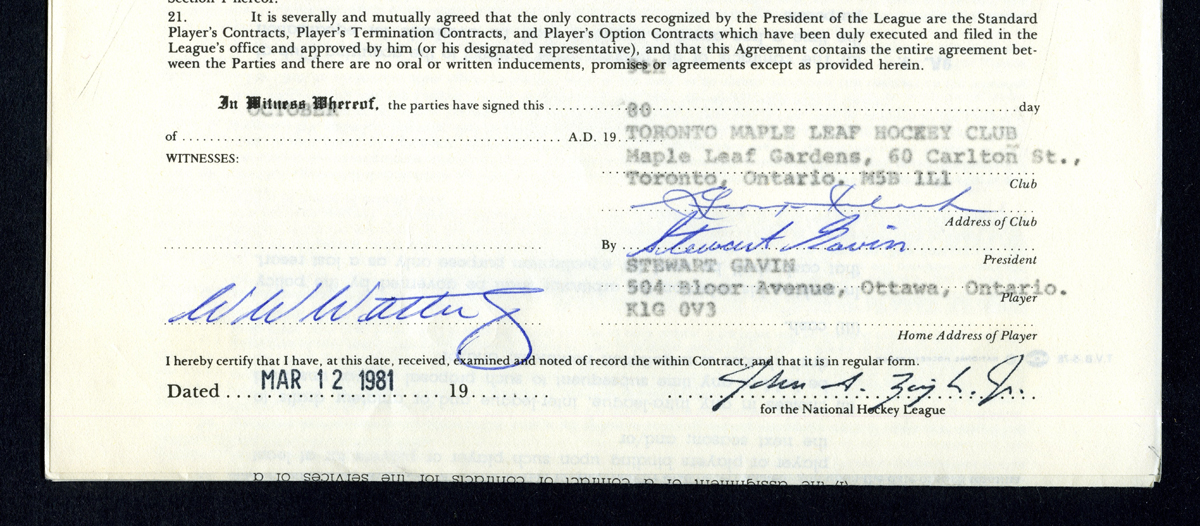 Section 1 hereof.
21. It is severally and mutually agreed that the only contracts recognized by the President of the League are the Standard
Player's Contracts, Player's Termination Contracts, and Player's Option Contracts which have been duly executed and filed in the
League's office and approved by him (or his designated representative), and that this Agreement contains the entire agreement bet-
ween the Parties and there are no oral or written inducements, promises or agreements except as provided herein.
9TH
In Witness Whereof, the parties have signed this day
OCTOBER 80
of A.D. 19 TORONTO MAPLE LEAF HOCKEY CLUB
WITNESSES: Maple Leaf Gardens, 60 Carlton St.,
Toronto, Ontario. M5B 1L1
Club
Address of Club
By Stewart Gavin
President
STEWART GAVIN
504 Bloor Avenue, Ottawa, Ontario.
Player
K1G 0V3
Home Address of Player
I hereby certify that I have, at this date, received, examined and noted of record the within Contract, and that it is in regular form.
Dated MAR 12 1981 19 John A. Jr.
for the National Hockey League